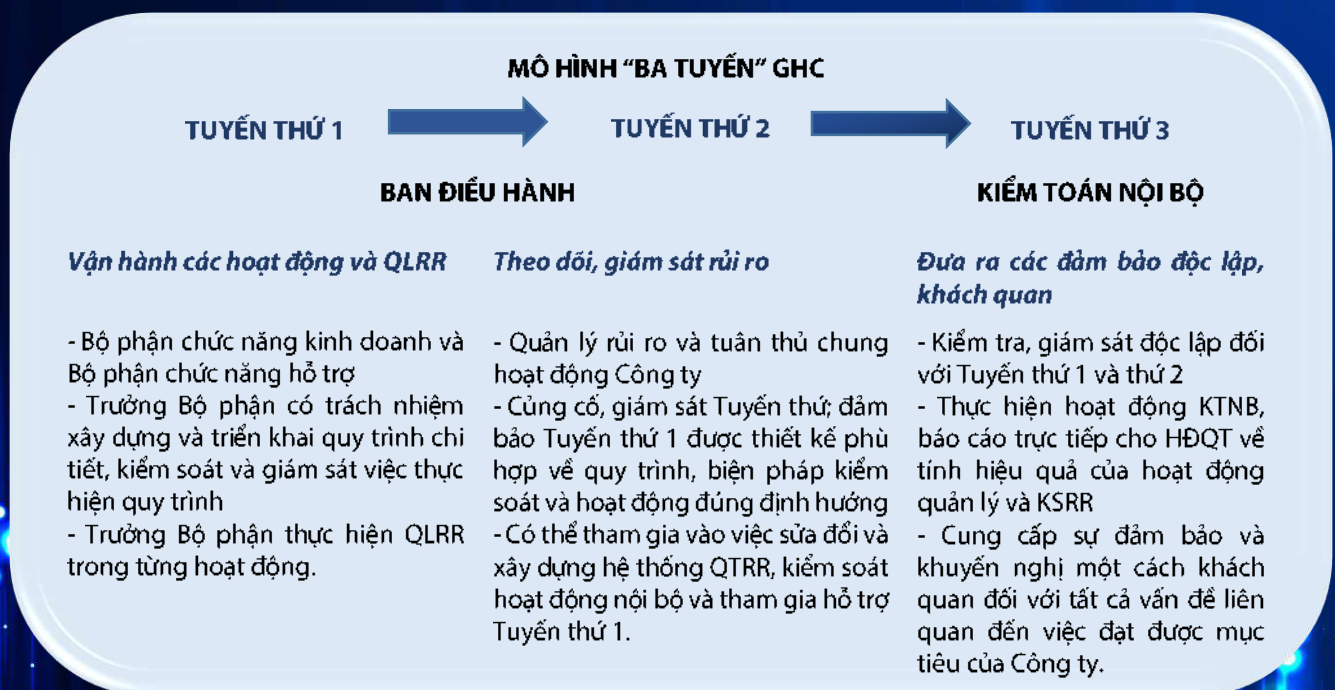 MÔ HÌNH “BA TUYẾN” GHC
TUYẾN THỨ 1
TUYẾN THỨ 2
TUYẾN THỨ 3
BAN ĐIỀU HÀNH
KIỂM TOÁN NỘI BỘ
Vận hành các hoạt động và QLRR
- Bộ phận chức năng kinh doanh và
Bộ phận chức năng hỗ trợ
- Trưởng Bộ phận có trách nhiệm
xây dựng và triển khai quy trình chi
tiết, kiểm soát và giám sát việc thực
hiện quy trình
- Trưởng Bộ phận thực hiện QLRR
trong từng hoạt động.
Theo dõi, giám sát rủi ro
- Quản lý rủi ro và tuân thủ chung
hoạt động Công ty
- Củng cố, giám sát Tuyến thứ; đảm
bảo Tuyến thứ 1 được thiết kế phù
hợp về quy trình, biện pháp kiểm
soát và hoạt động đúng định hướng
- Có thể tham gia vào việc sửa đổi và
xây dựng hệ thống QTRR, kiểm soát
hoạt động nội bộ và tham gia hỗ trợ
Tuyến thứ 1.
Đưa ra các đảm bảo độc lập,
khách quan
- Kiểm tra, giám sát độc lập đối
với Tuyến thứ 1 và thứ 2
- Thực hiện hoạt động KTNB,
báo cáo trực tiếp cho HĐQT về
tính hiệu quả của hoạt động
quản lý và KSRR
- Cung cấp sự đảm bảo và
khuyến nghị một cách khách
quan đối với tất cả vấn đề liên
quan đến việc đạt được mục
tiêu của Công ty.